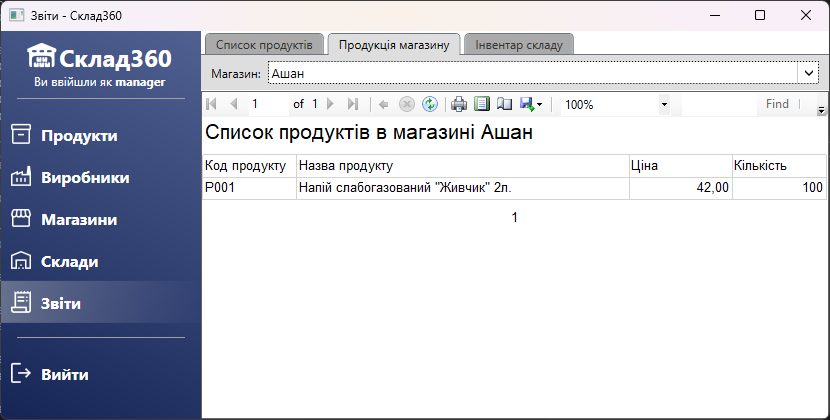 Звіти - Склад360
Склад360
Ви ввійшли як manager
Продукти
Виробники
Магазини
Склади
Звіти
Вийти
Список продуктів Продукція магазину Інвентар складу
Магазин: Ашан
1 of 1 100% Find
Список продуктів в магазині Ашан
Код продукту Назва продукту Ціна Кількість
P001 Напій слабогазований "Живчик" 2л. 42,00 100
1